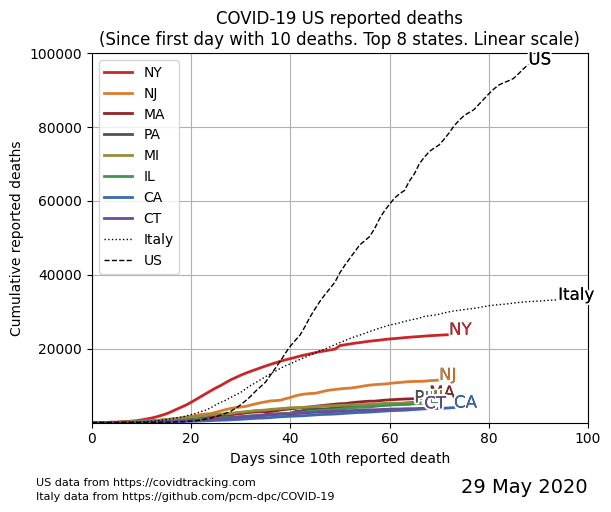 COVID-19 US reported deaths
(Since first day with 10 deaths. Top 8 states. Linear scale)
100000
80000
60000
40000
20000
Cumulative reported deaths
NY
NJ
MA
PA
MI
IL
CA
CT
Italy
US
US
Italy
NY
NJ
MA
CT
CA
0
20
40
60
80
100
Days since 10th reported death
US data from https://covidtracking.com
Italy data from https://github.com/pcm-dpc/COVID-19
29 May 2020